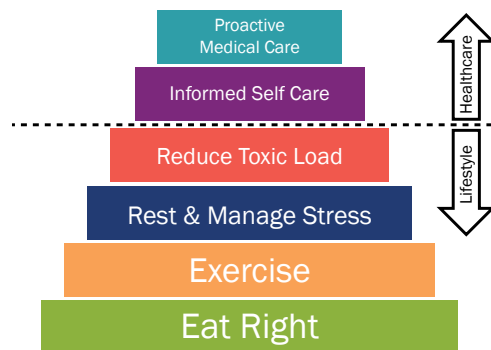 Proactive
Medical Care
Informed Self Care
Healthcare
Reduce Toxic Load
Lifestyle
Rest & Manage Stress
Exercise
Eat Right